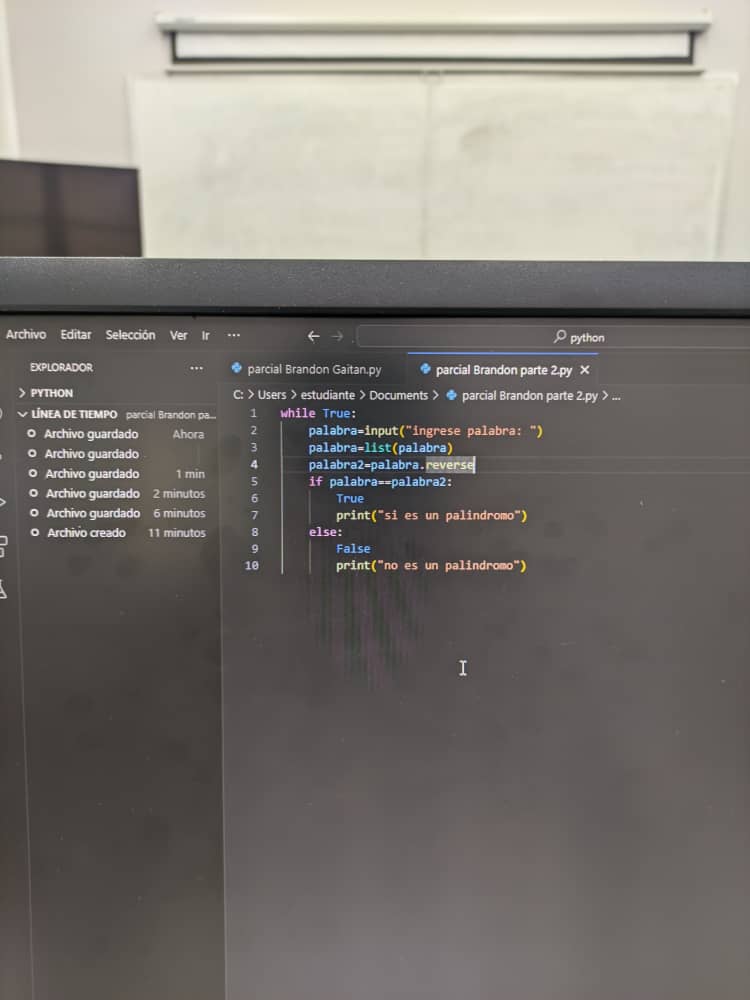 Archivo Editar Selección Ver Ir ···
python
EXPLORADOR ···
parcial Brandon Gaitan.py
parcial Brandon parte 2.py
PYTHON
C: > Users > estudiante > Documents > parcial Brandon parte 2.py > ...
LÍNEA DE TIEMPO parcial Brandon pa...
Archivo guardado Ahora
Archivo guardado
Archivo guardado 1 min
Archivo guardado 2 minutos
Archivo guardado 6 minutos
Archivo creado 11 minutos
1 while True:
2 palabra=input("ingrese palabra: ")
3 palabra=list(palabra)
4 palabra2=palabra.reverse
5 if palabra==palabra2:
6 True
7 print("si es un palindromo")
8 else:
9 False
10 print("no es un palindromo")